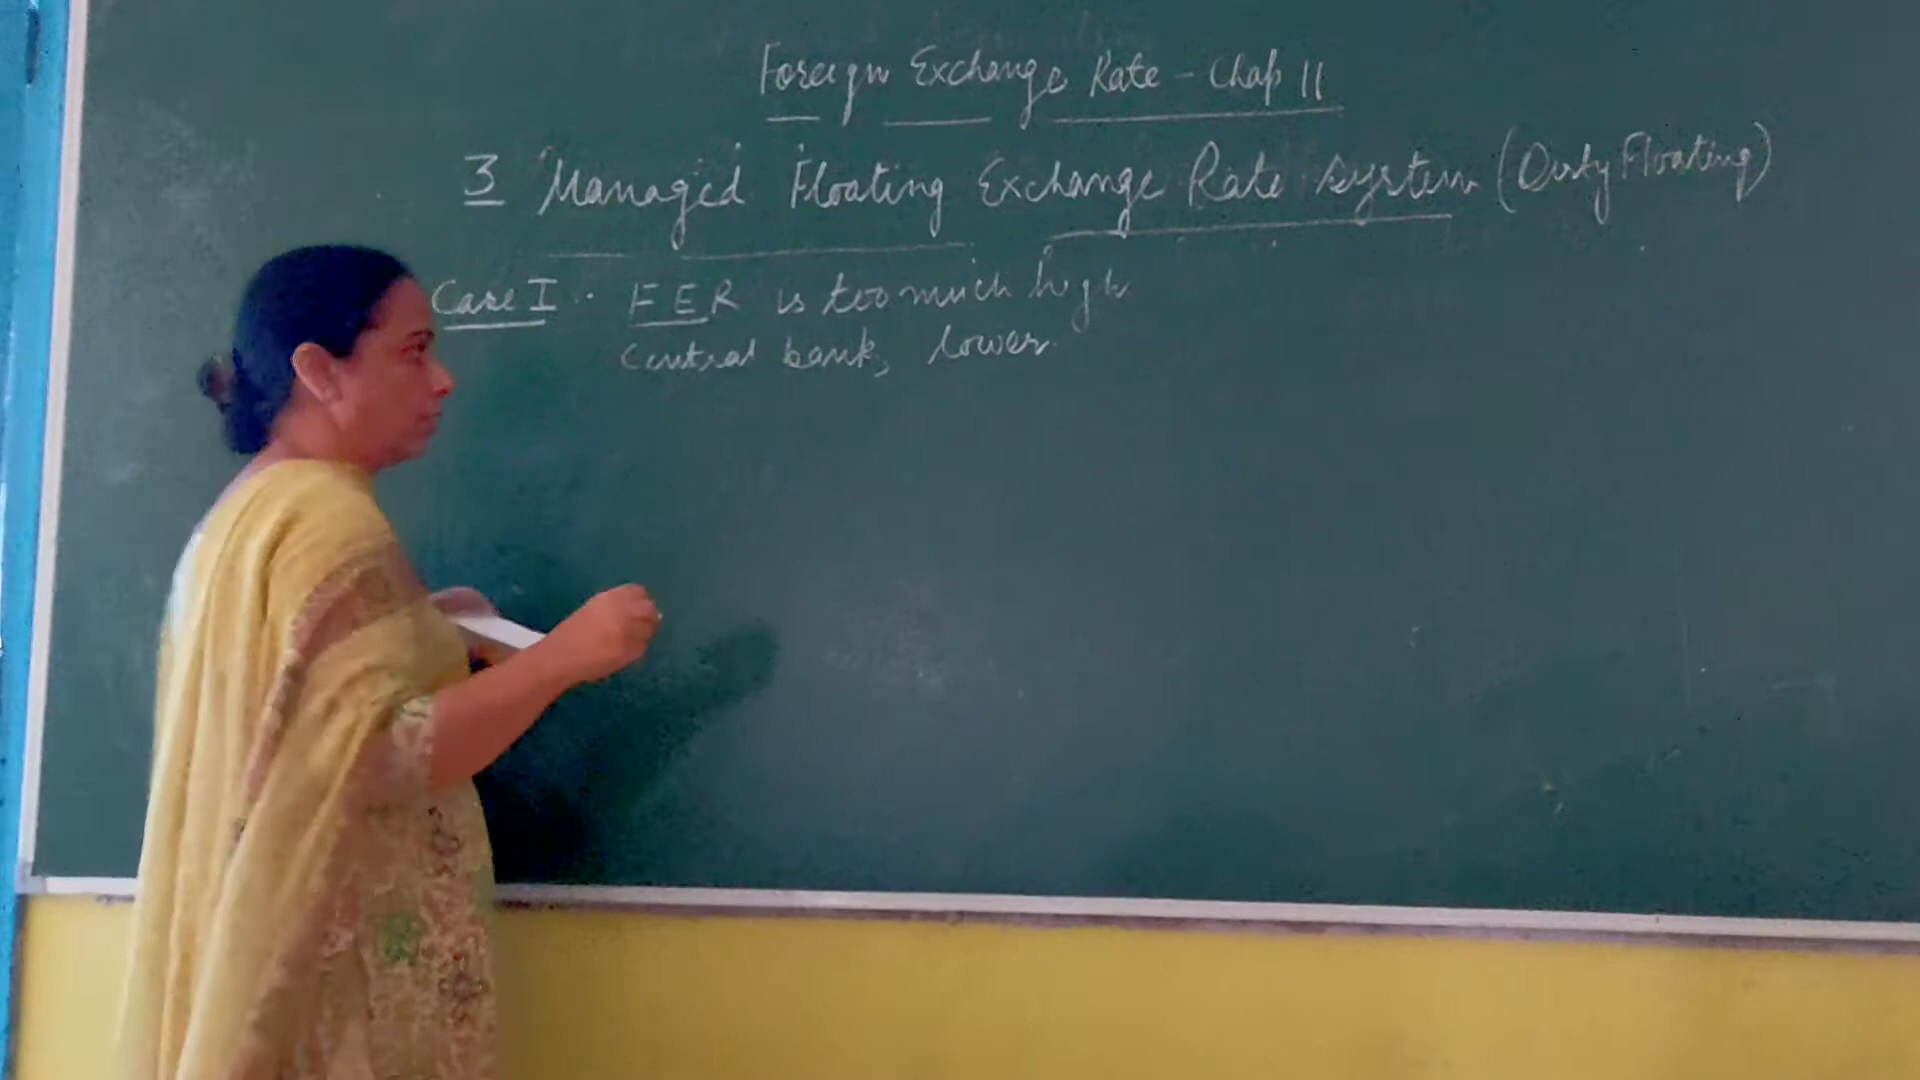 Foreign Exchange Rate - Chap 11
3 Managed Floating Exchange Rate System (Dirty Floating)
Case I. FER is too much high
Central bank, lower